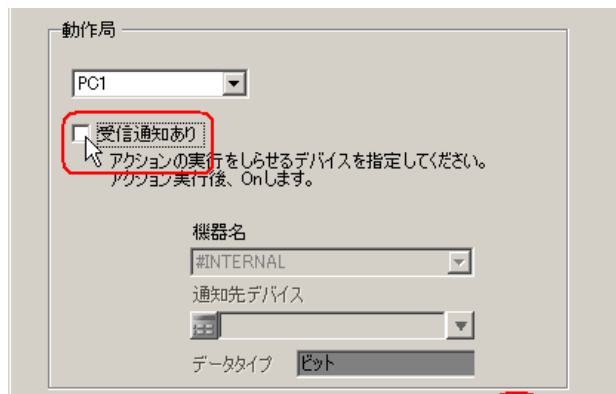 動作局
PC1
受信通知あり
アクションの実行をしらせるデバイスを指定してください。
アクション実行後、Onします。
機器名
#INTERNAL
通知先デバイス
データタイプ ビット